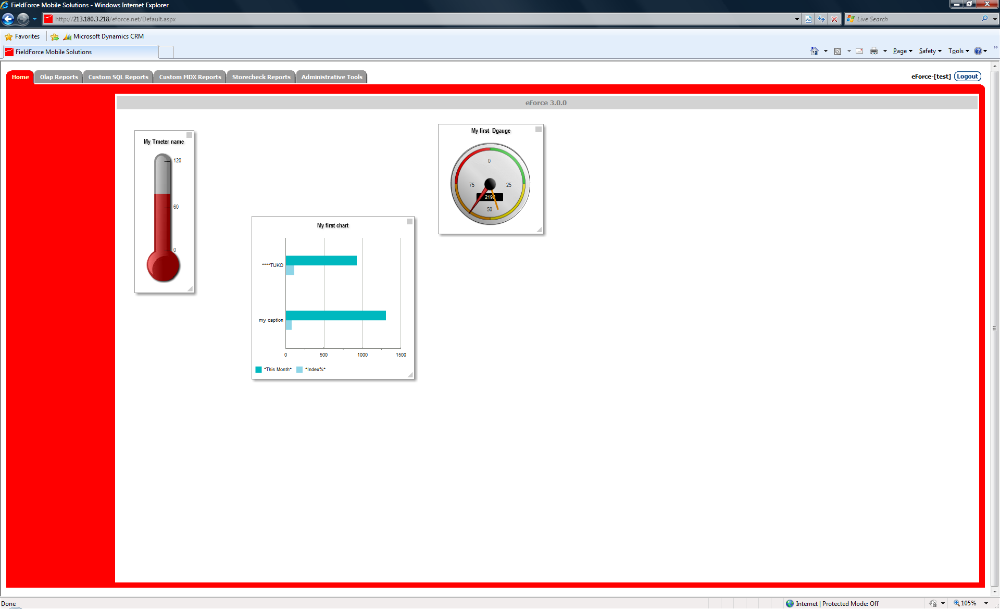 FieldForce Mobile Solutions - Windows Internet Explorer
http://213.180.3.218/eforce.net/Default.aspx
Live Search
Favorites
Microsoft Dynamics CRM
FieldForce Mobile Solutions
Page
Safety
Tools
Home
Olap Reports
Custom SQL Reports
Custom MDX Reports
Storecheck Reports
Administrative Tools
eForce-[test]
Logout
eForce 3.0.0
My Tmeter name
120
60
0
My first chart
****TUKO
my caption
0 500 1000 1500
*This Month* *Index%*
My first Dgauge
0
75 25
50
Done
Internet | Protected Mode: Off
105%